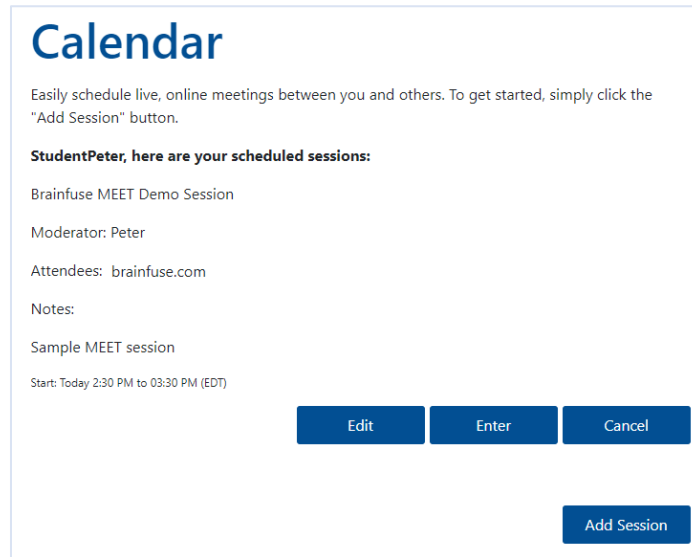 Calendar
Easily schedule live, online meetings between you and others. To get started, simply click the
"Add Session" button.
StudentPeter, here are your scheduled sessions:
Brainfuse MEET Demo Session
Moderator: Peter
Attendees: brainfuse.com
Notes:
Sample MEET session
Start: Today 2:30 PM to 03:30 PM (EDT)
Edit Enter Cancel
Add Session